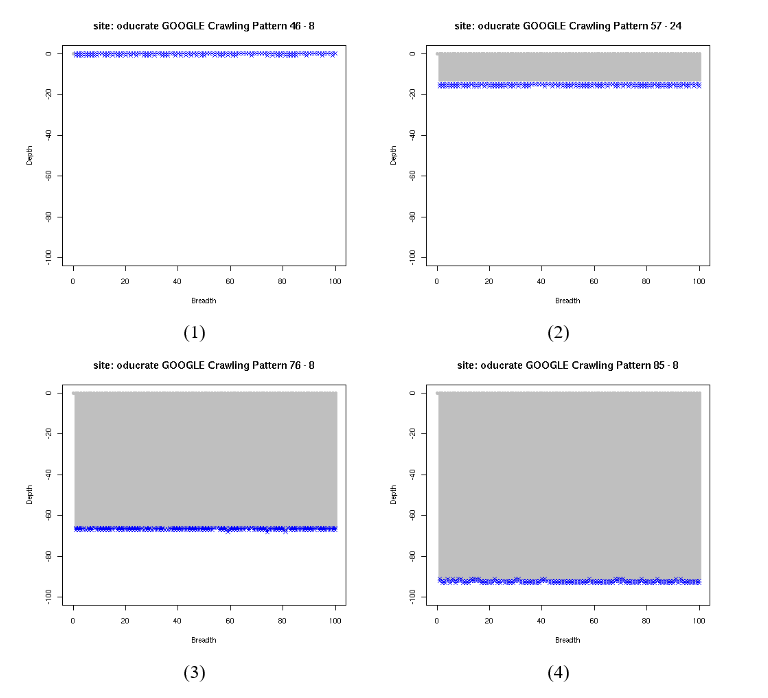 site: oducrate GOOGLE Crawling Pattern 46 - 8
0
-20
-40
-60
-80
-100
Depth
0 20 40 60 80 100
Breadth
(1)
site: oducrate GOOGLE Crawling Pattern 57 - 24
0
-20
-40
-60
-80
-100
Depth
0 20 40 60 80 100
Breadth
(2)
site: oducrate GOOGLE Crawling Pattern 76 - 8
0
-20
-40
-60
-80
-100
Depth
0 20 40 60 80 100
Breadth
(3)
site: oducrate GOOGLE Crawling Pattern 85 - 8
0
-20
-40
-60
-80
-100
Depth
0 20 40 60 80 100
Breadth
(4)